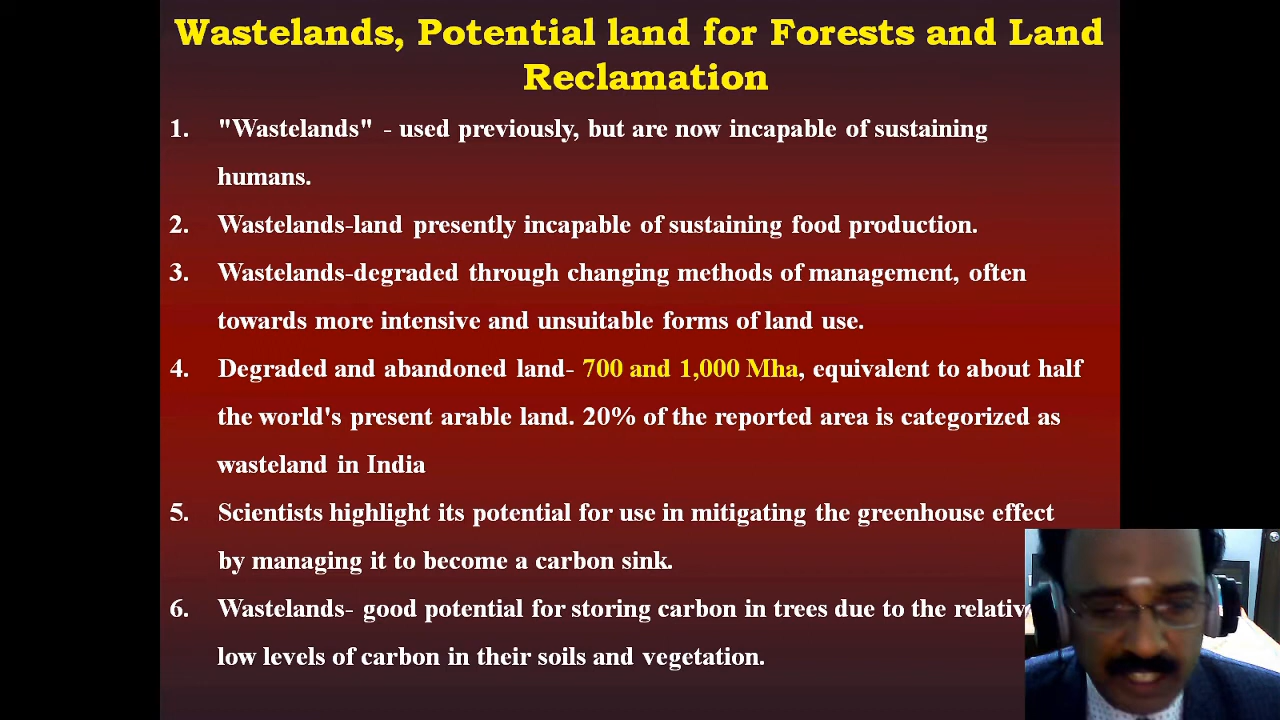 Wastelands, Potential land for Forests and Land
Reclamation
1. "Wastelands" - used previously, but are now incapable of sustaining
humans.
2. Wastelands-land presently incapable of sustaining food production.
3. Wastelands-degraded through changing methods of management, often
towards more intensive and unsuitable forms of land use.
4. Degraded and abandoned land- 700 and 1,000 Mha, equivalent to about half
the world's present arable land. 20% of the reported area is categorized as
wasteland in India
5. Scientists highlight its potential for use in mitigating the greenhouse effect
by managing it to become a carbon sink.
6. Wastelands- good potential for storing carbon in trees due to the
low levels of carbon in their soils and vegetation.